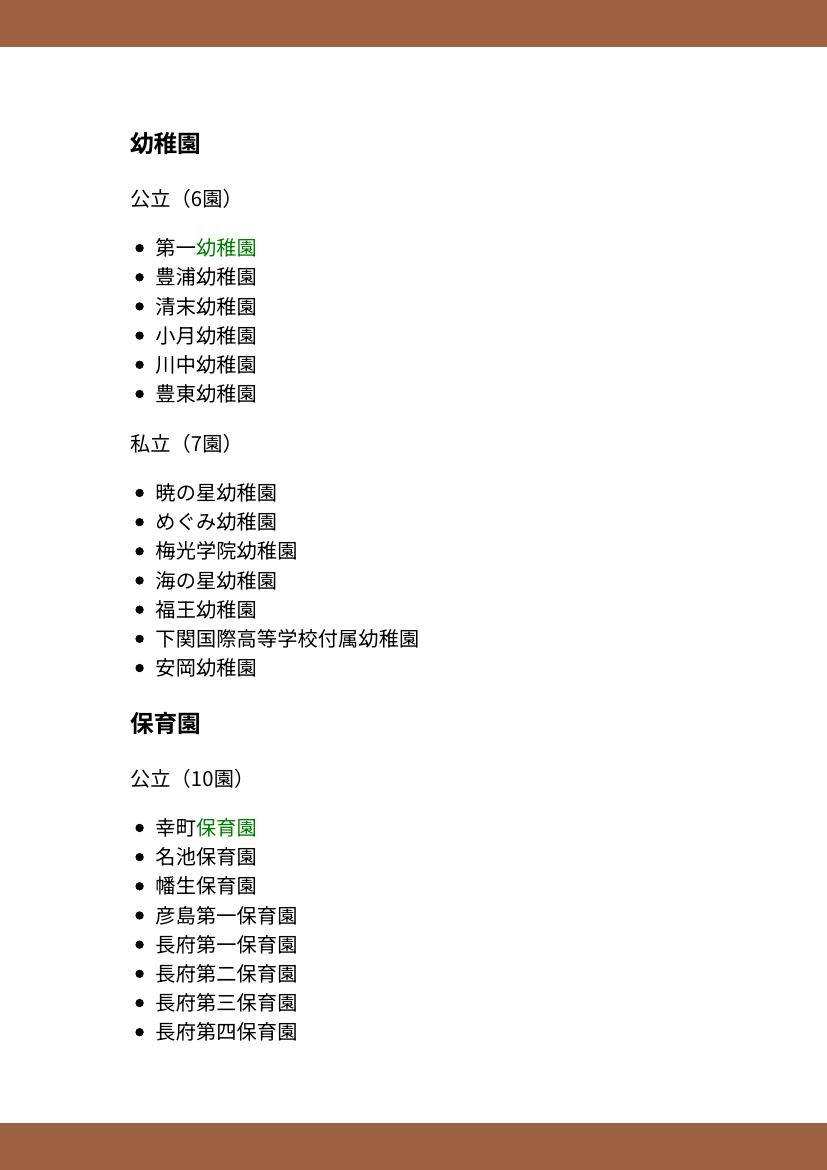 幼稚園
公立（6園）
第一幼稚園
豊浦幼稚園
清末幼稚園
小月幼稚園
川中幼稚園
豊東幼稚園
私立（7園）
暁の星幼稚園
めぐみ幼稚園
梅光学院幼稚園
海の星幼稚園
福王幼稚園
下関国際高等学校付属幼稚園
安岡幼稚園
保育園
公立（10園）
幸町保育園
名池保育園
幡生保育園
彦島第一保育園
長府第一保育園
長府第二保育園
長府第三保育園
長府第四保育園